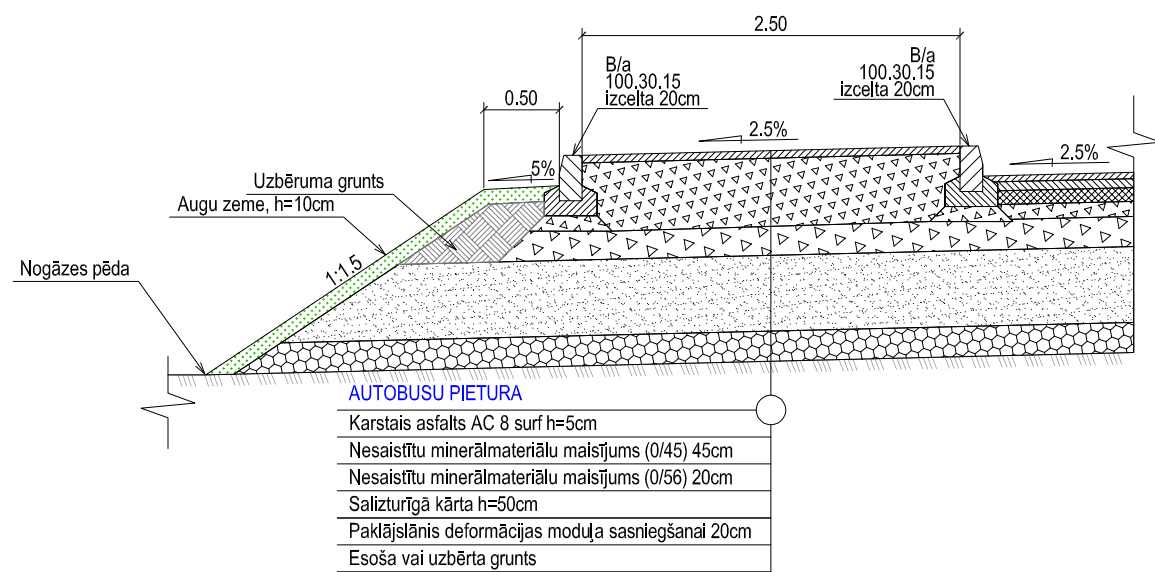 2.50
B/a
100.30.15
izcelta 20cm
B/a
100.30.15
izcelta 20cm
0.50
2.5%
2.5%
5%
Uzbēruma grunts
Augu zeme, h=10cm
1:1.5
Nogāzes pēda
AUTOBUSU PIETURA
Karstais asfalts AC 8 surf h=5cm
Nesaistītu minerālmateriālu maisījums (0/45) 45cm
Nesaistītu minerālmateriālu maisījums (0/56) 20cm
Salizturīgā kārta h=50cm
Paklājslānis deformācijas moduļa sasniegšanai 20cm
Esoša vai uzbērta grunts